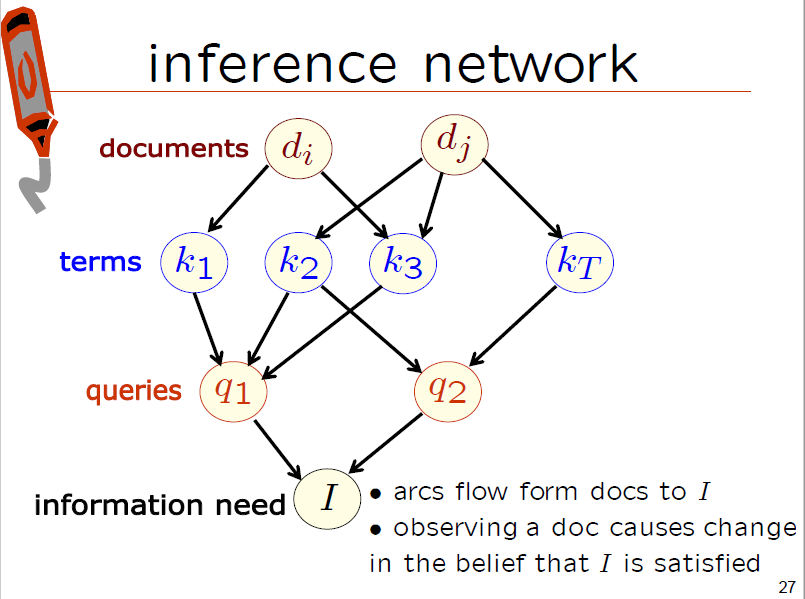 inference network
documents
d_i
d_j
terms
k_1
k_2
k_3
k_T
queries
q_1
q_2
information need
I
• arcs flow form docs to I
• observing a doc causes change
in the belief that I is satisfied
27